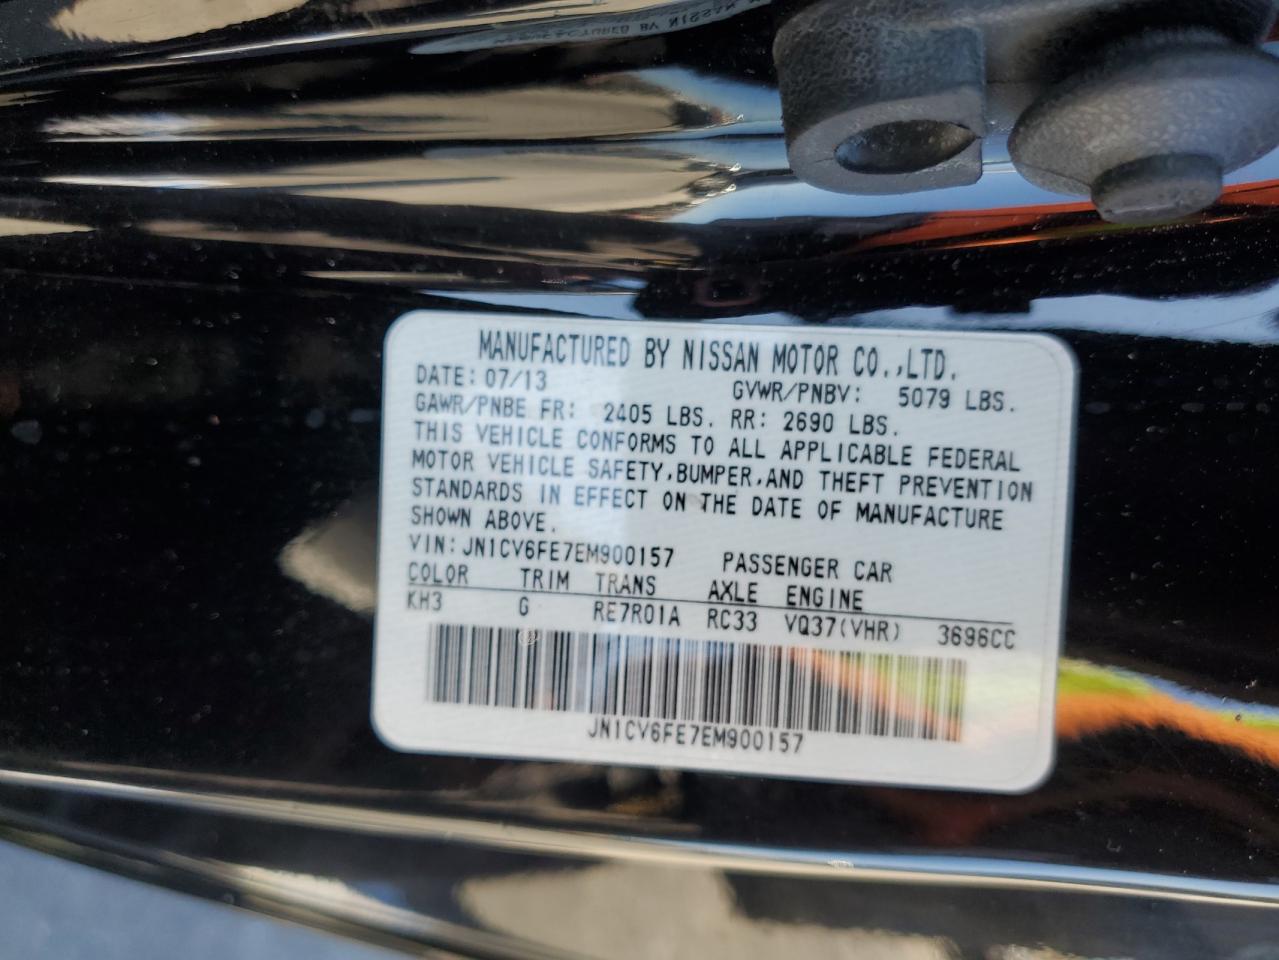 MANUFACTURED BY NISSAN MOTOR CO.,LTD.
DATE: 07/13 GVWR/PNBV: 5079 LBS.
GAWR/PNBE FR: 2405 LBS. RR: 2690 LBS.
THIS VEHICLE CONFORMS TO ALL APPLICABLE FEDERAL
MOTOR VEHICLE SAFETY,BUMPER,AND THEFT PREVENTION
STANDARDS IN EFFECT ON THE DATE OF MANUFACTURE
SHOWN ABOVE.
VIN: JN1CV6FE7EM900157 PASSENGER CAR
COLOR TRIM TRANS AXLE ENGINE
KH3 G RE7R01A RC33 VQ37(VHR) 3696CC
JN1CV6FE7EM900157